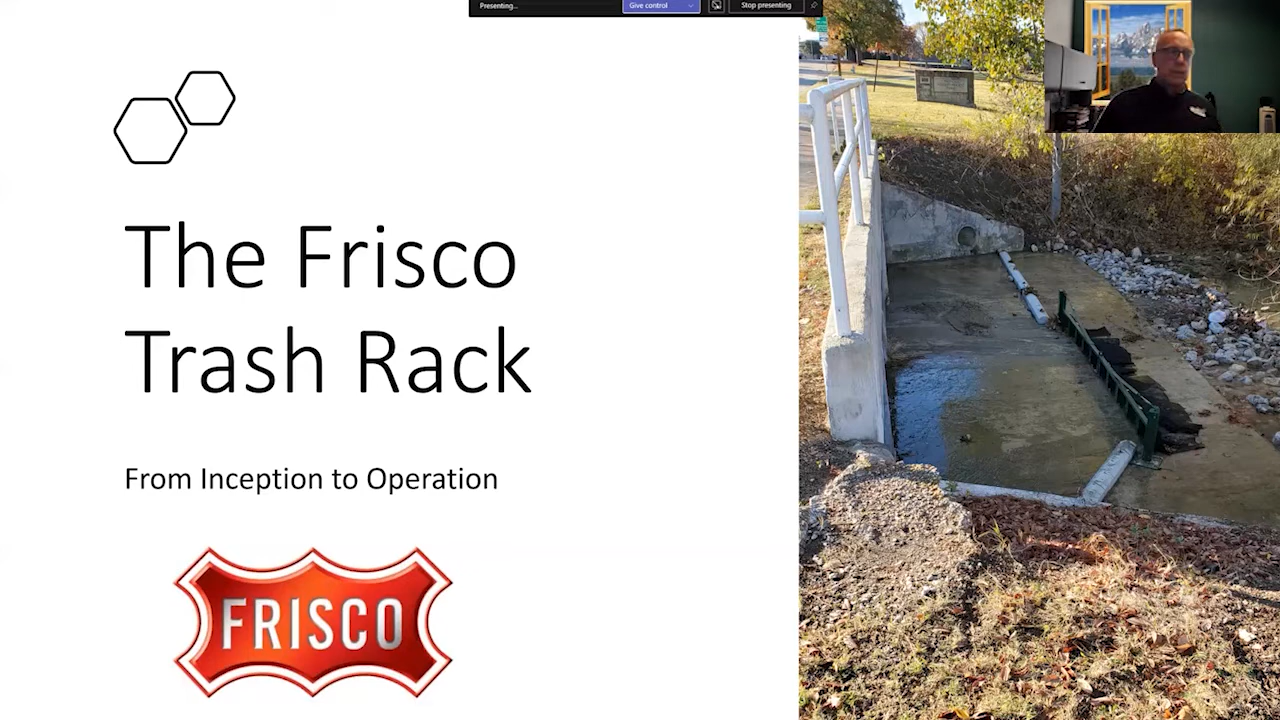 Presenting...
Give control
Stop presenting
The Frisco
Trash Rack
From Inception to Operation
FRISCO